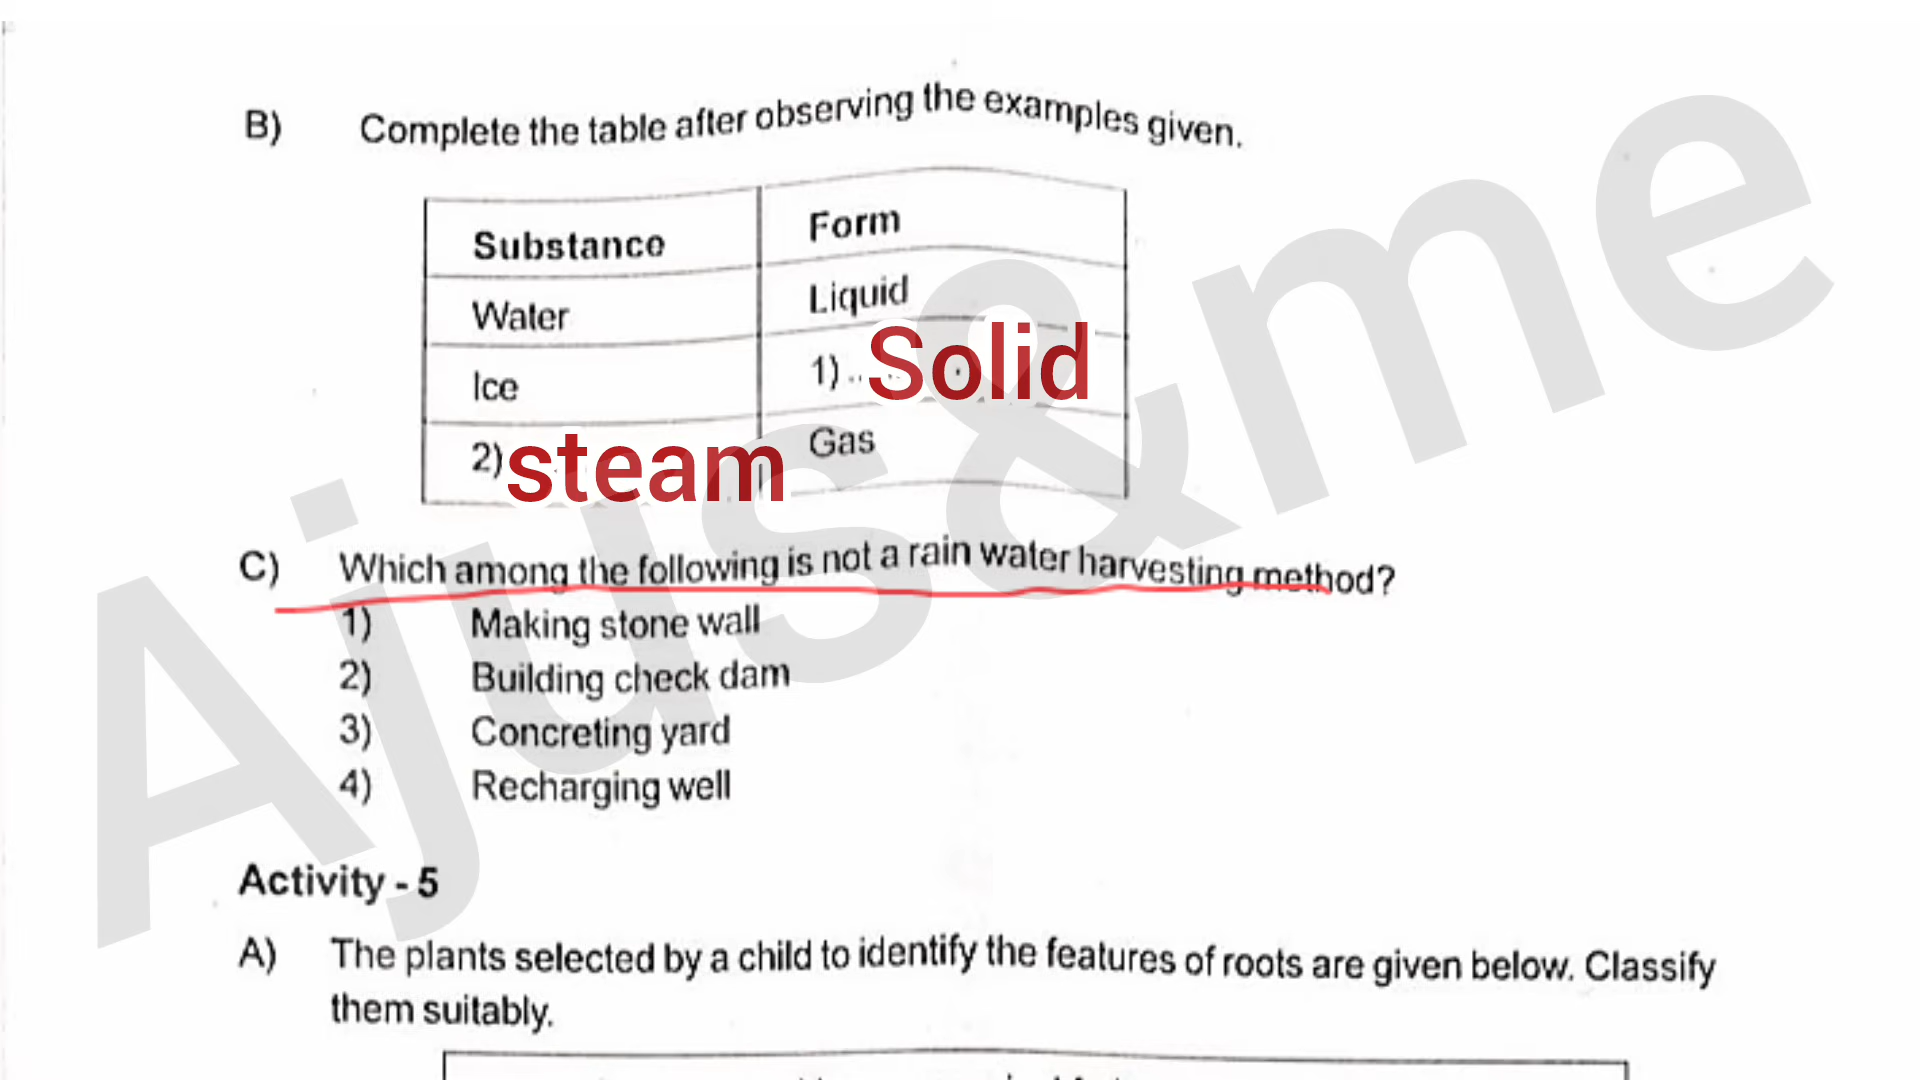 B) Complete the table after observing the examples given.
Substance Form
Water Liquid
Ice 1) .. Solid
2) steam Gas
C) Which among the following is not a rain water harvesting method?
1) Making stone wall
2) Building check dam
3) Concreting yard
4) Recharging well
Activity - 5
A) The plants selected by a child to identify the features of roots are given below. Classify
them suitably.
Ajus&me